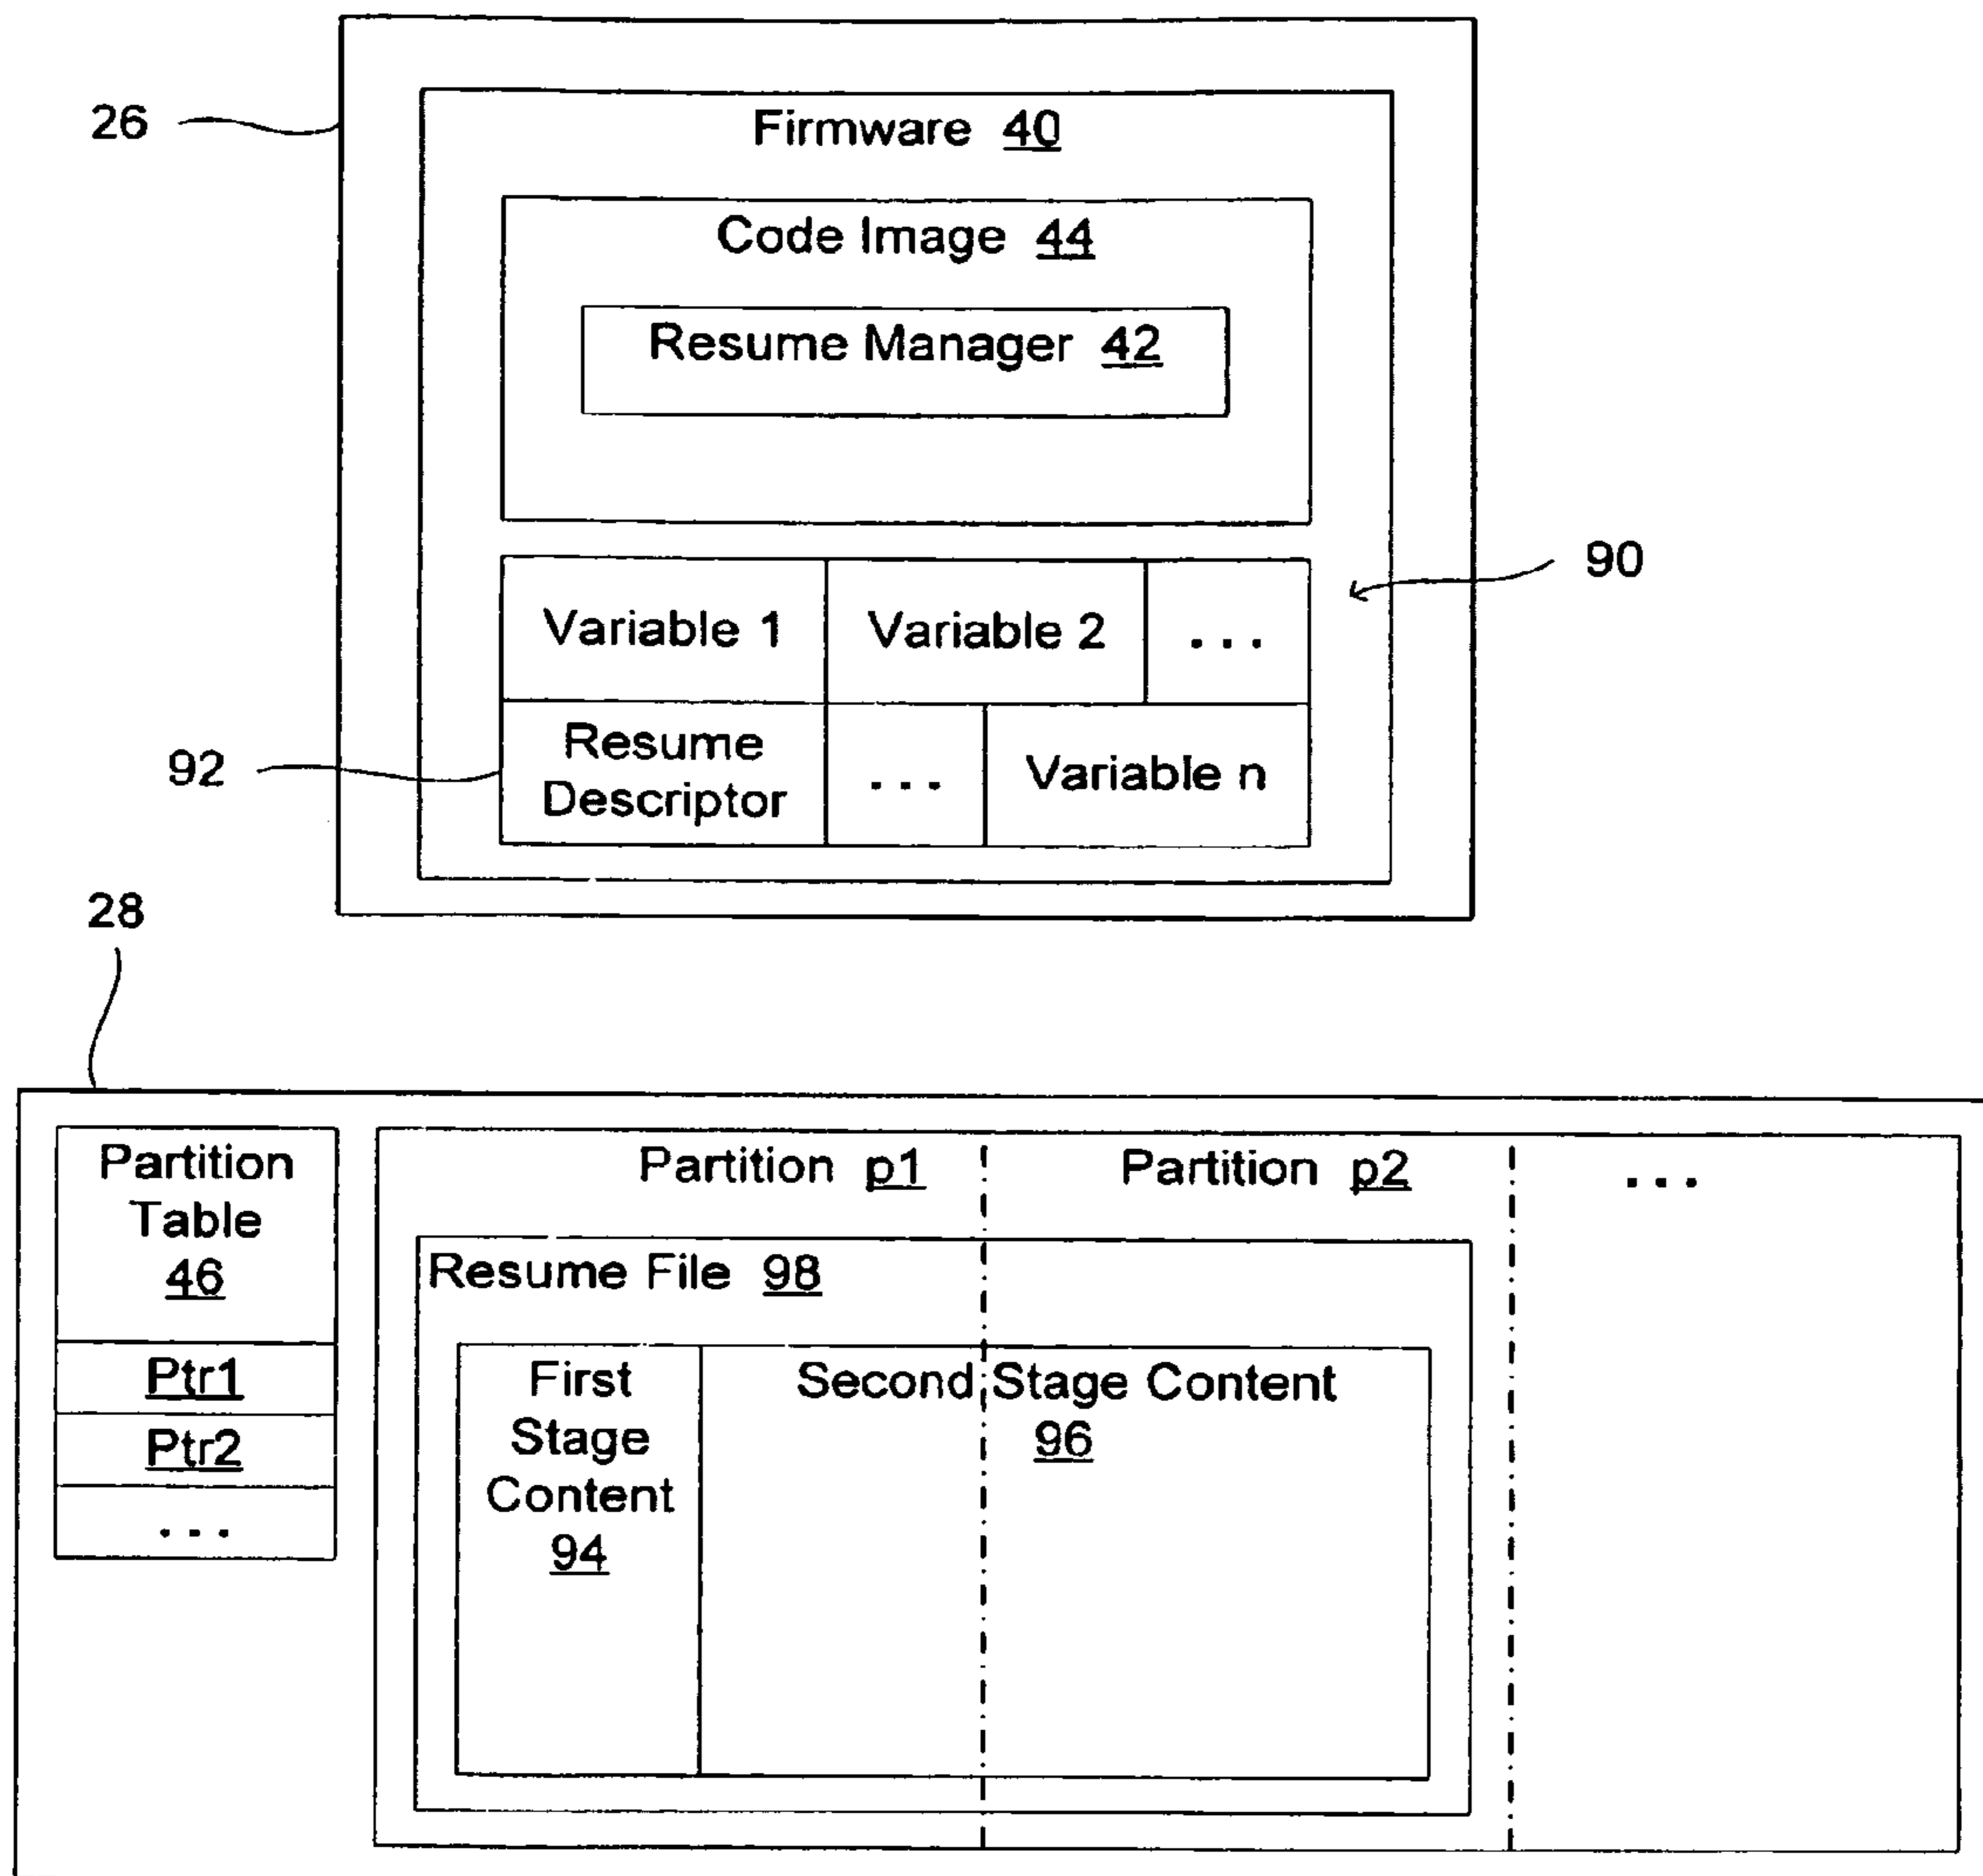 26
Firmware 40
Code Image 44
Resume Manager 42
90
Variable 1
Variable 2
...
92
Resume
Descriptor
...
Variable n
28
Partition
Table
46
Ptr1
Ptr2
...
Partition p1
Partition p2
...
Resume File 98
First
Stage
Content
94
Second Stage Content
96